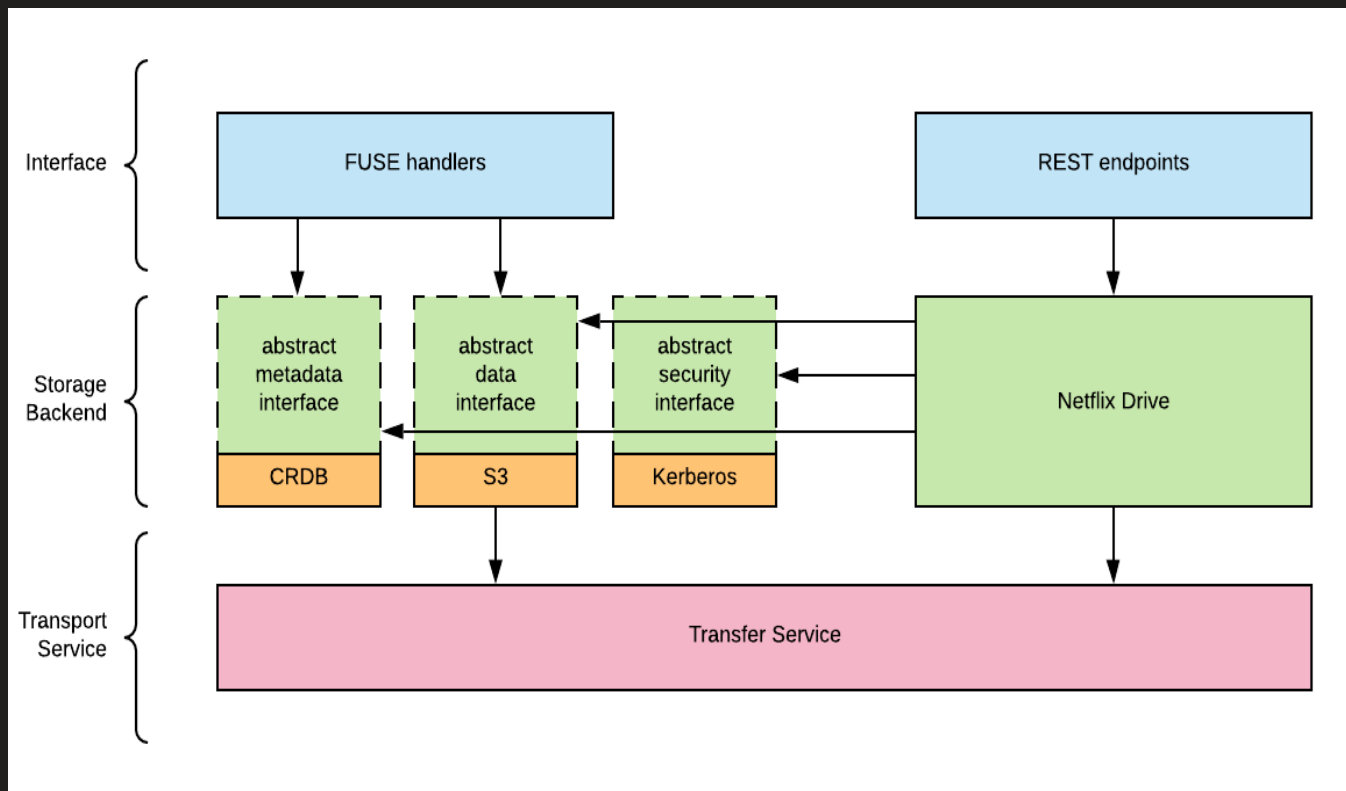 Interface
FUSE handlers
REST endpoints
Storage
Backend
abstract
metadata
interface
CRDB
abstract
data
interface
S3
abstract
security
interface
Kerberos
Netflix Drive
Transport
Service
Transfer Service